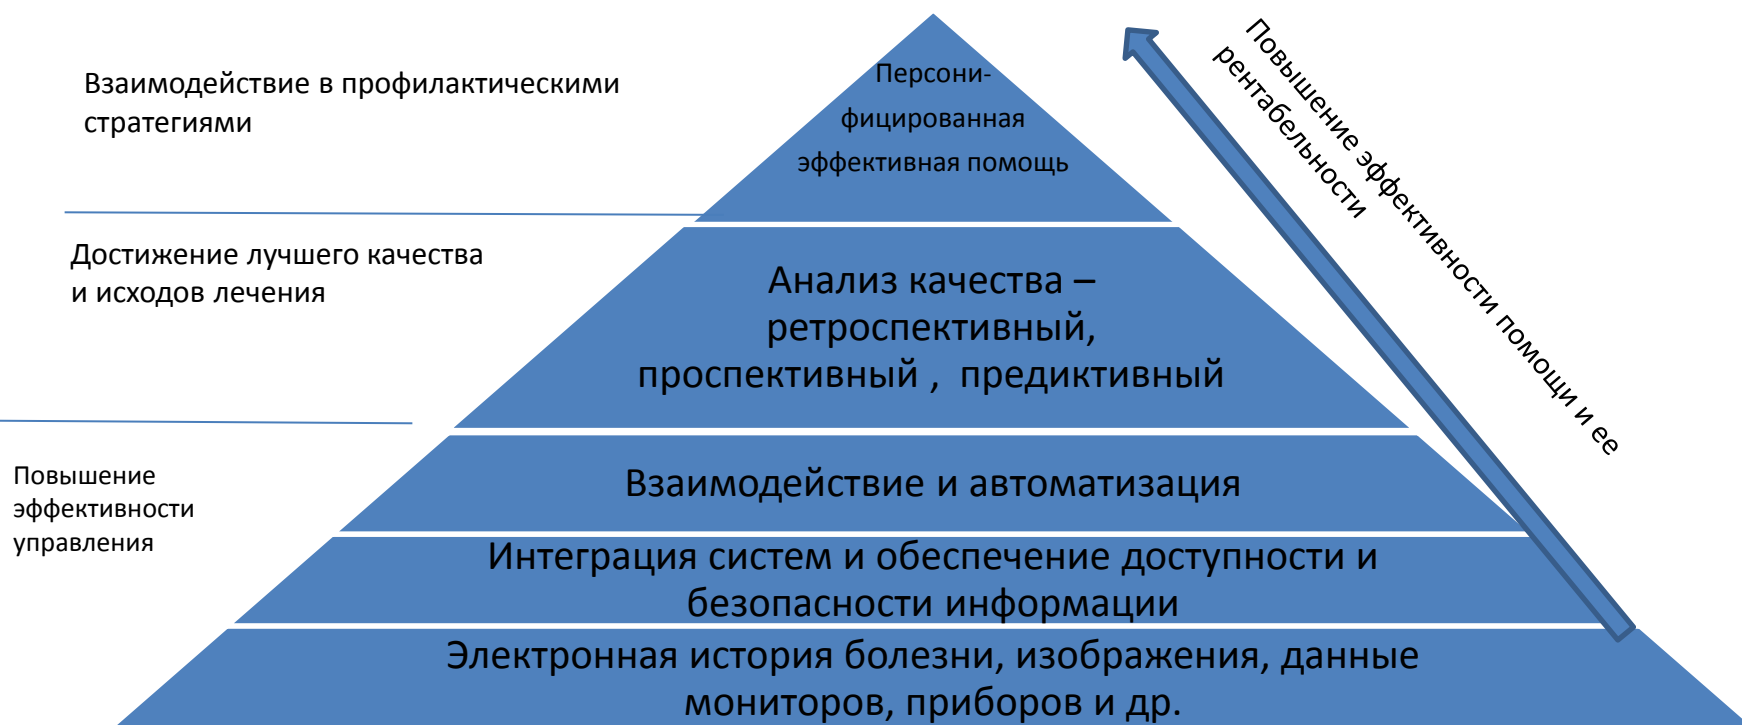 Взаимодействие в профилактическими
стратегиями
Персони-
фицированная
эффективная помощь
Повышение эффективности помощи и ее
рентабельности
Достижение лучшего качества
и исходов лечения
Анализ качества –
ретроспективный,
проспективный , предиктивный
Повышение
эффективности
управления
Взаимодействие и автоматизация
Интеграция систем и обеспечение доступности и
безопасности информации
Электронная история болезни, изображения, данные
мониторов, приборов и др.